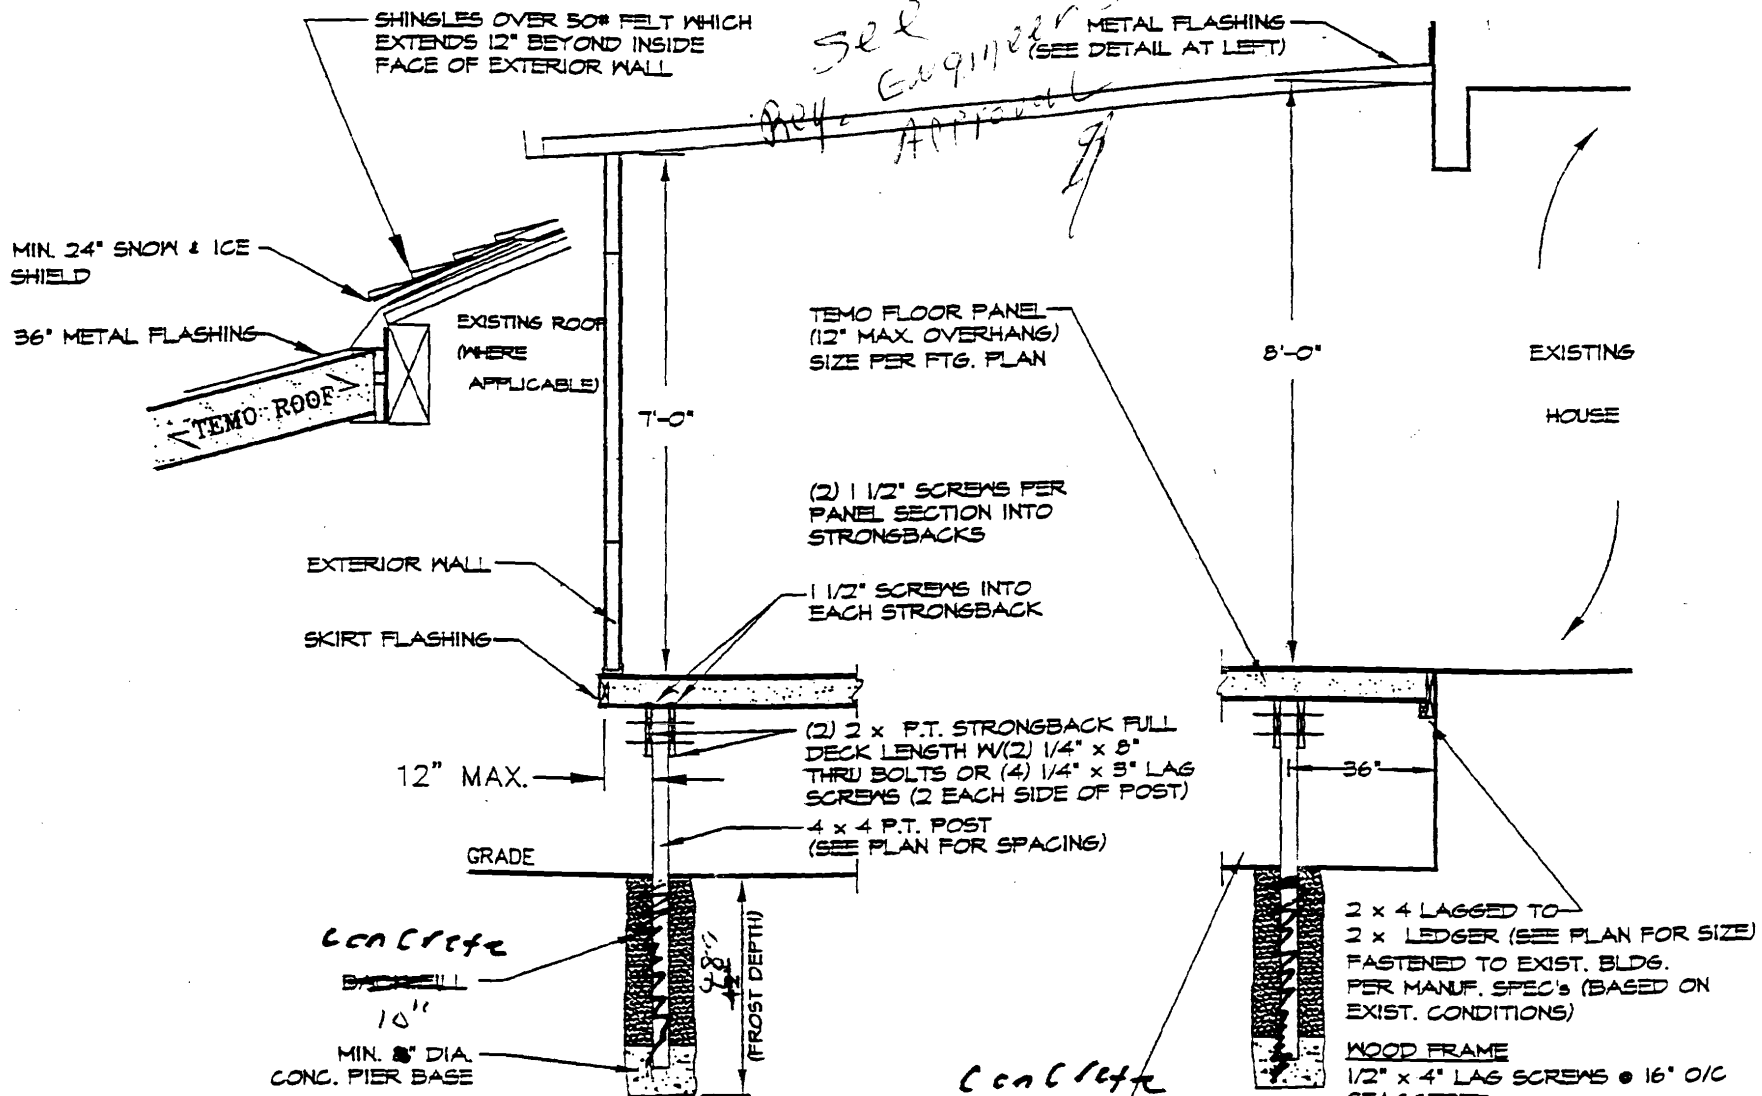 SHINGLES OVER 50# FELT WHICH
EXTENDS 12" BEYOND INSIDE
FACE OF EXTERIOR WALL
See
Engineer's
Approval
METAL FLASHING
(SEE DETAIL AT LEFT)
MIN. 24" SNOW & ICE
SHIELD
36" METAL FLASHING
EXISTING ROOF
(WHERE
APPLICABLE)
TEMO ROOF
7'-0"
TEMO FLOOR PANEL
(12" MAX. OVERHANG)
SIZE PER FTG. PLAN
8'-0"
EXISTING
HOUSE
(2) 1 1/2" SCREWS PER
PANEL SECTION INTO
STRONGBACKS
EXTERIOR WALL
1 1/2" SCREWS INTO
EACH STRONGBACK
SKIRT FLASHING
(2) 2 x P.T. STRONGBACK FULL
DECK LENGTH W/(2) 1/4" x 8"
THRU BOLTS OR (4) 1/4" x 3" LAG
SCREWS (2 EACH SIDE OF POST)
12" MAX.
36"
4 x 4 P.T. POST
(SEE PLAN FOR SPACING)
GRADE
Concrete
BACKFILL
10"
MIN. 8" DIA.
CONC. PIER BASE
48"
42"
(FROST DEPTH)
Concrete
2 x 4 LAGGED TO
2 x LEDGER (SEE PLAN FOR SIZE)
FASTENED TO EXIST. BLDG.
PER MANUF. SPEC's (BASED ON
EXIST. CONDITIONS)
WOOD FRAME
1/2" x 4" LAG SCREWS @ 16" O/C